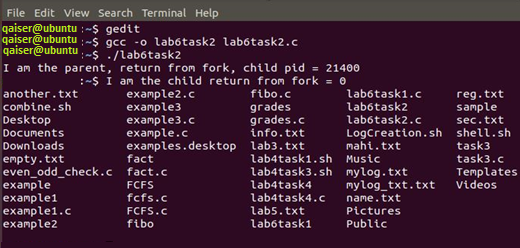 File Edit View Search Terminal Help
qaiser@ubuntu :~$ gedit
qaiser@ubuntu :~$ gcc -o lab6task2 lab6task2.c
qaiser@ubuntu :~$ ./lab6task2
I am the parent, return from fork, child pid = 21400
:~$ I am the child return from fork = 0
another.txt example2.c fibo.c lab6task1.c reg.txt
combine.sh example3 grades lab6task2 sample
Desktop example3.c grades.c lab6task2.c sec.txt
Documents example.c info.txt LogCreation.sh shell.sh
Downloads examples.desktop lab3.txt mahi.txt task3
empty.txt fact lab4task1.sh Music task3.c
even_odd_check.c fact.c lab4task3.sh mylog.txt Templates
example FCFS lab4task4 mylog_txt.txt Videos
example1 fcfs.c lab4task4.c name.txt
example1.c FCFS lab5.txt Pictures
example2 fibo lab6task1 Public